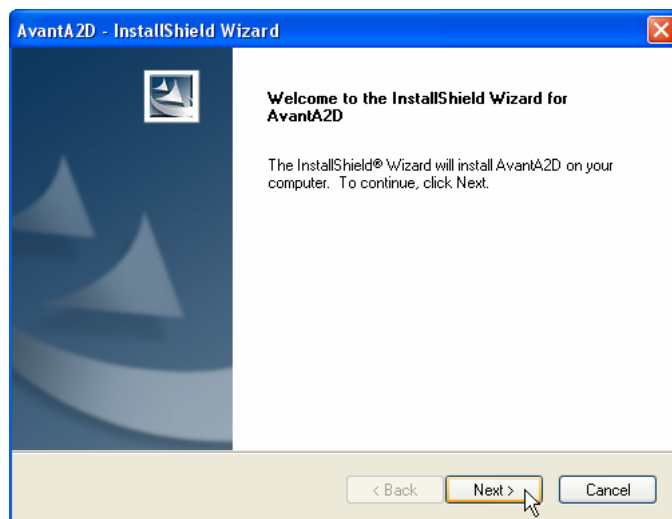 AvantA2D - InstallShield Wizard
Welcome to the InstallShield Wizard for
AvantA2D
The InstallShield® Wizard will install AvantA2D on your
computer.  To continue, click Next.
< Back
Next >
Cancel